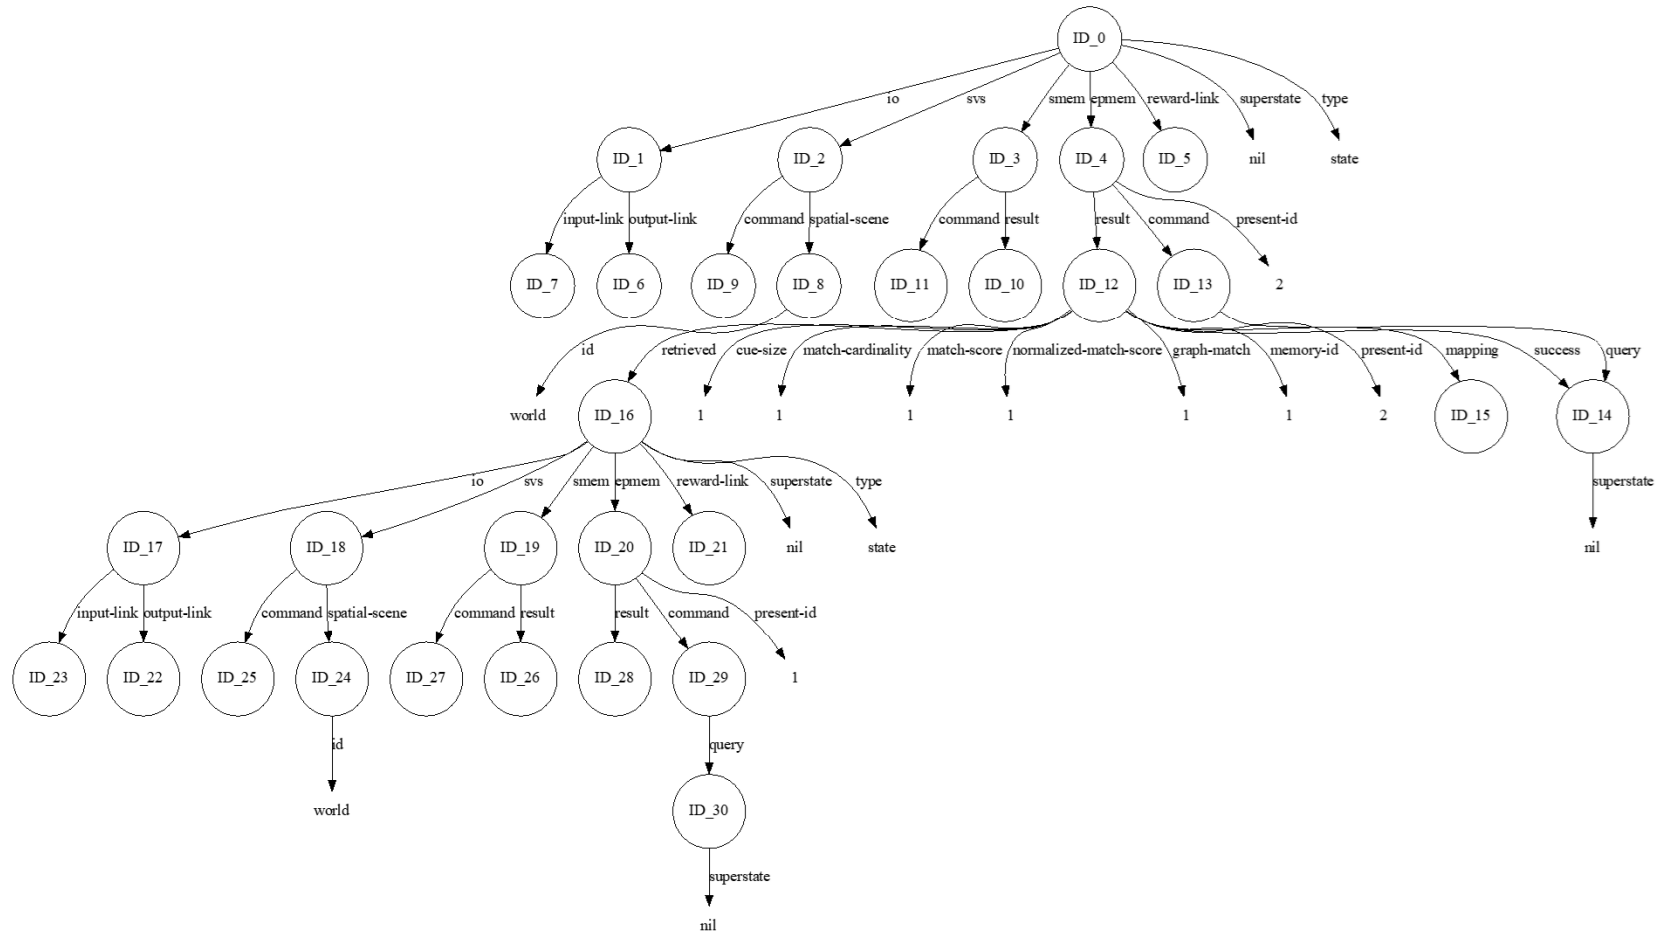 ID_0
io svs smem epmem reward-link superstate type
ID_1 ID_2 ID_3 ID_4 ID_5 nil state
input-link output-link command spatial-scene command result result command present-id
ID_7 ID_6 ID_9 ID_8 ID_11 ID_10 ID_12 ID_13 2
id retrieved cue-size match-cardinality match-score normalized-match-score graph-match memory-id present-id mapping success query
world ID_16 1 1 1 1 1 1 2 ID_15 ID_14
io svs smem epmem reward-link superstate type superstate
ID_17 ID_18 ID_19 ID_20 ID_21 nil state nil
input-link output-link command spatial-scene command result result command present-id
ID_23 ID_22 ID_25 ID_24 ID_27 ID_26 ID_28 ID_29 1
id query
world ID_30
superstate
nil